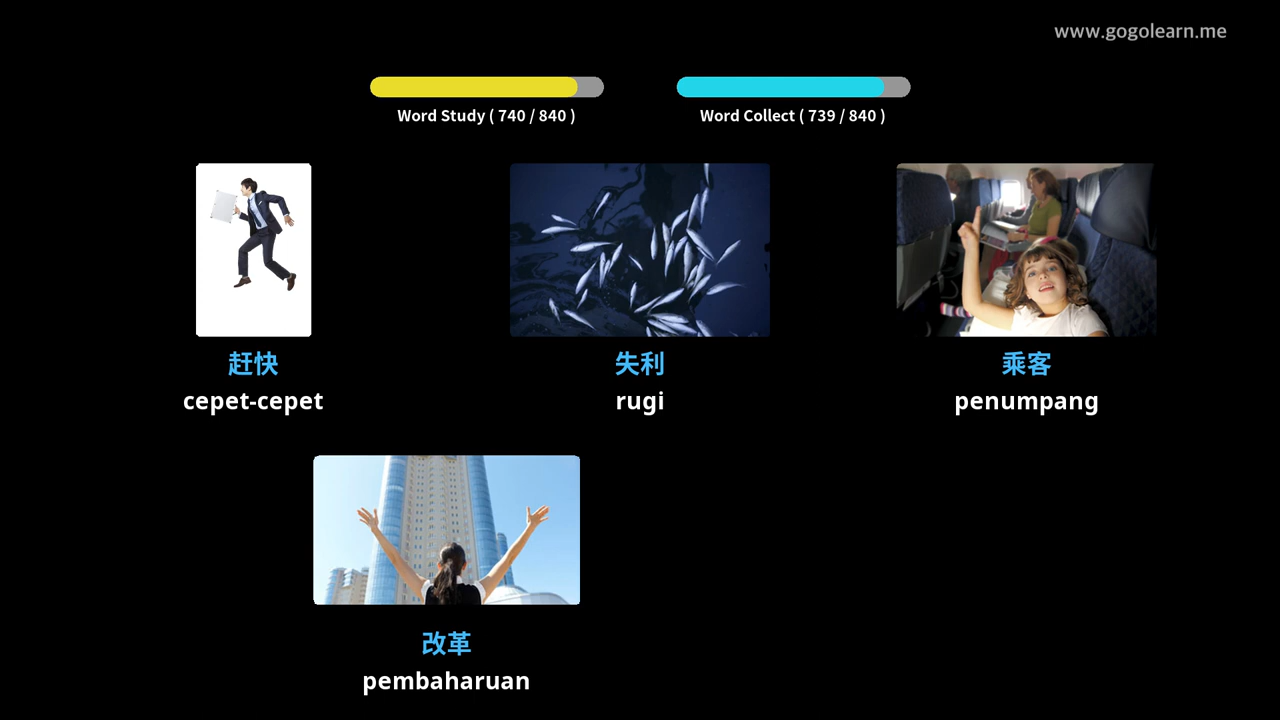 www.gogolearn.me
Word Study ( 740 / 840 )
Word Collect ( 739 / 840 )
赶快
cepet-cepet
失利
rugi
乘客
penumpang
改革
pembaharuan